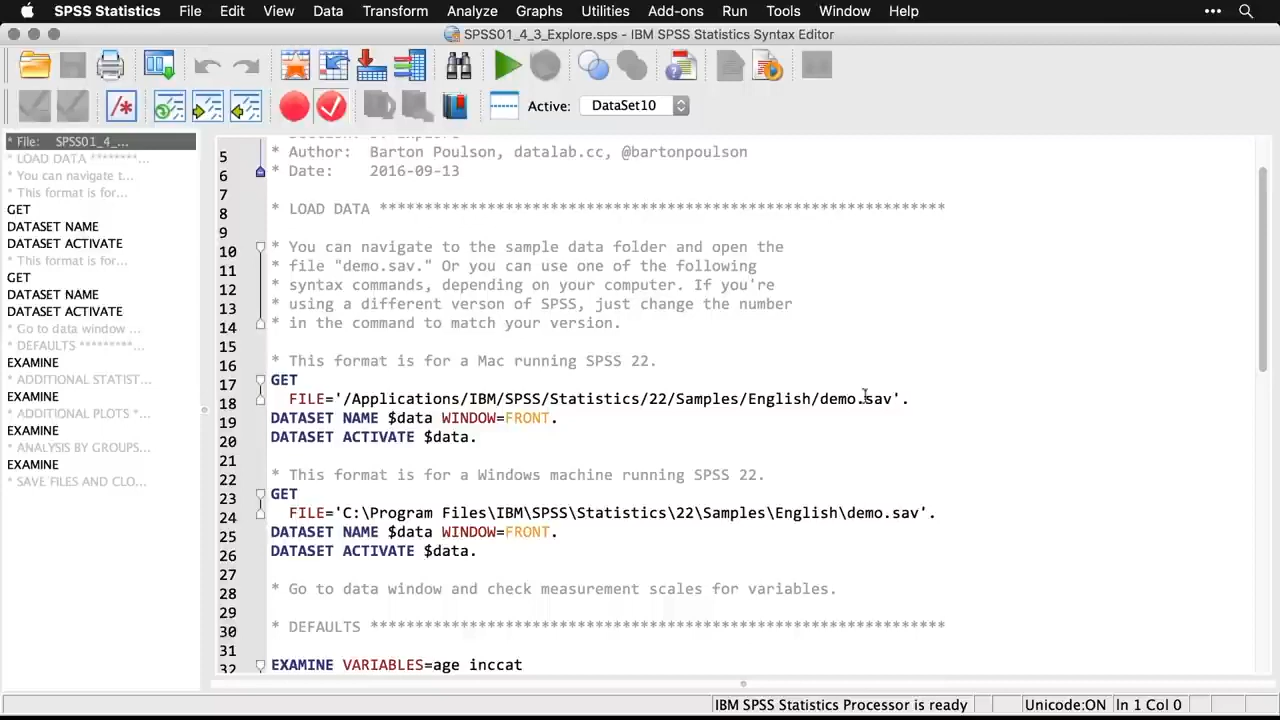 SPSS Statistics File Edit View Data Transform Analyze Graphs Utilities Add-ons Run Tools Window Help
SPSS01_4_3_Explore.sps - IBM SPSS Statistics Syntax Editor
Active: DataSet10
* File: SPSS01_4_...
* LOAD DATA *******...
* You can navigate t...
* This format is for...
GET
DATASET NAME
DATASET ACTIVATE
* This format is for...
GET
DATASET NAME
DATASET ACTIVATE
* Go to data window ...
* DEFAULTS *********...
EXAMINE
* ADDITIONAL STATIST...
EXAMINE
* ADDITIONAL PLOTS *...
EXAMINE
* ANALYSIS BY GROUPS...
EXAMINE
* SAVE FILES AND CLO...
5 * Author: Barton Poulson, datalab.cc, @bartonpoulson
6 * Date: 2016-09-13
7
8 * LOAD DATA ***************************************************************
9
10 * You can navigate to the sample data folder and open the
11 * file "demo.sav." Or you can use one of the following
12 * syntax commands, depending on your computer. If you're
13 * using a different verson of SPSS, just change the number
14 * in the command to match your version.
15
16 * This format is for a Mac running SPSS 22.
17 GET
18 FILE='/Applications/IBM/SPSS/Statistics/22/Samples/English/demo.sav'.
19 DATASET NAME $data WINDOW=FRONT.
20 DATASET ACTIVATE $data.
21
22 * This format is for a Windows machine running SPSS 22.
23 GET
24 FILE='C:\Program Files\IBM\SPSS\Statistics\22\Samples\English\demo.sav'.
25 DATASET NAME $data WINDOW=FRONT.
26 DATASET ACTIVATE $data.
27
28 * Go to data window and check measurement scales for variables.
29
30 * DEFAULTS ****************************************************************
31
32 EXAMINE VARIABLES=age inccat
IBM SPSS Statistics Processor is ready Unicode:ON In 1 Col 0